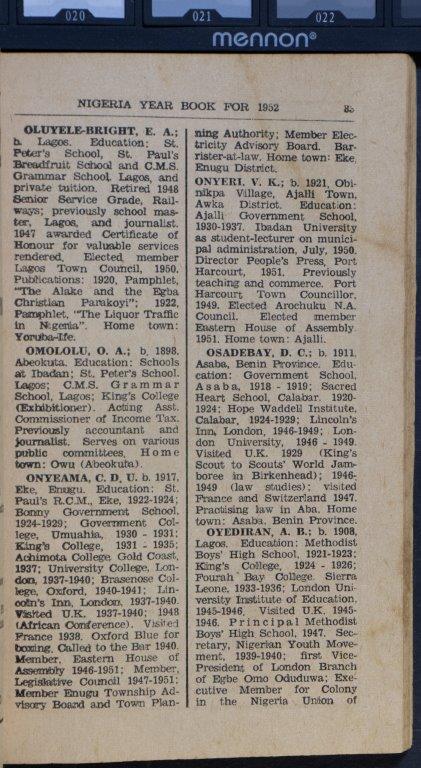 020 021 022
mennon®
NIGERIA YEAR BOOK FOR 1952
OLUYELE-BRIGHT, E. A.;
b. Lagos. Education: St.
Peter's School, St. Paul's
Breadfruit School and C.M.S.
Grammar School, Lagos, and
private tuition. Retired 1948
Senior Service Grade, Rail-
ways; previously school mas-
ter, Lagos, and journalist.
1947 awarded Certificate of
Honour for valuable services
rendered, Elected member
Lagos Town Council, 1950,
Publications: 1920, Pamphlet,
"The Alake and the Egba
Christian Parakoyi"; 1922,
Pamphlet, "The Liquor Traffic
in Nigeria". Home town:
Yoruba-Ife.
OMOLOLU, O. A.; b. 1898,
Abeokuta. Education: Schools
at Ibadan; St. Peter's School.
Lagos; C.M.S. Grammar
School, Lagos; King's College
(Exhibitioner). Acting Asst.
Commissioner of Income Tax.
Previously accountant and
journalist. Serves on various
public committees, Home
town: Owu (Abeokuta).
ONYEAMA, C. D. U. b. 1917,
Eke, Enugu. Education: St.
Paul's R.C.M., Eke, 1922-1924;
Bonny Government School,
1924-1929; Government Col-
lege, Umuahia, 1930 - 1931;
King's College, 1931 - 1935;
Achimota College Gold Coast,
1937; University College, Lon-
don, 1937-1940; Brasenose Col-
lege, Oxford, 1940-1941; Lin-
coln's Inn, London, 1937-1940.
Visited U.K. 1937-1940; 1948
(African Conference). Visited
France 1938. Oxford Blue for
boxing, Called to the Bar 1940.
Member, Eastern House of
Assembly 1946-1951; Member,
Legislative Council 1947-1951;
Member Enugu Township Ad-
visory Board and Town Plan-
ning Authority; Member Elec-
tricity Advisory Board. Bar-
rister-at-law. Home town: Eke,
Enugu District.
ONYERI, V. K.; b. 1921, Obi-
nikpa Village, Ajalli Town,
Awka District. Education:
Ajalli Government School,
1930-1937. Ibadan University
as student-lecturer on munici-
pal administration, July, 1950.
Director People's Press, Port
Harcourt, 1951. Previously
teaching and commerce. Port
Harcourt Town Councillor,
1949. Elected Arochuku N.A.
Council. Elected member
Eastern House of Assembly
1951. Home town: Ajalli.
OSADEBAY, D. C.; b. 1911,
Asaba, Benin Province. Edu-
cation: Government School,
Asaba, 1918 - 1919; Sacred
Heart School, Calabar. 1920-
1924; Hope Waddell Institute,
Calabar, 1924-1929; Lincoln's
Inn, London, 1946-1949; Lon-
don University, 1946 - 1949.
Visited U.K. 1929 (King's
Scout to Scouts' World Jam-
boree in Birkenhead); 1946-
1949 (law studies); visited
France and Switzerland 1947.
Practising law in Aba. Home
town: Asaba, Benin Province.
OYEDIRAN, A. B.; b. 1908,
Lagos. Education: Methodist
Boys' High School, 1921-1923;
King's College, 1924 - 1926;
Fourah Bay College. Sierra
Leone, 1933-1936; London Uni-
versity Institute of Education,
1945-1946, Visited U.K. 1945-
1946. Principal Methodist
Boys' High School, 1947. Sec-
retary, Nigerian Youth Move-
ment, 1939-1940; first Vice-
President of London Branch
of Egbe Omo Oduduwa; Exe-
cutive Member for Colony
in the Nigeria Union of